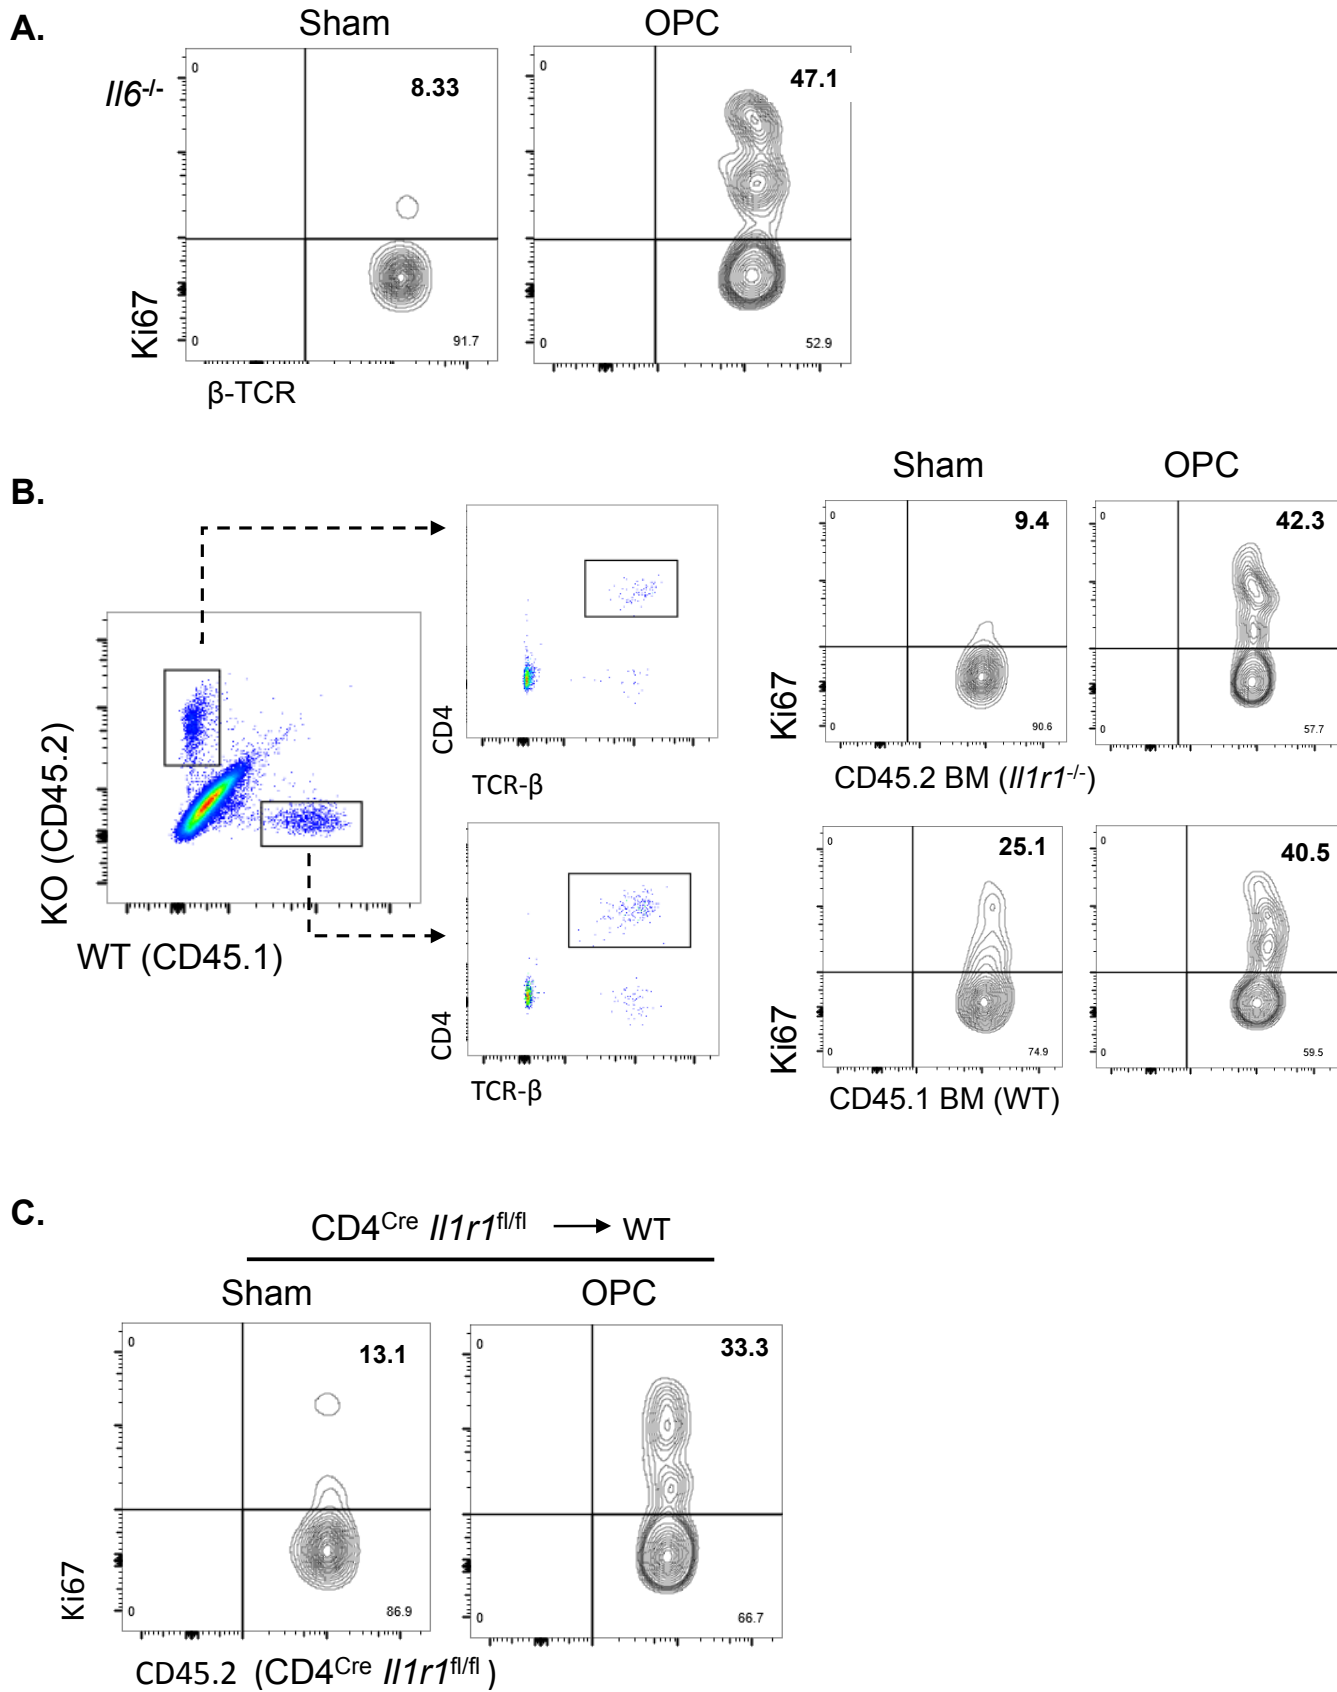 A.
Sham OPC
Il6-/-
0 8.33
0 47.1
Ki67
0 91.7
0 52.9
β-TCR
B.
Sham OPC
KO (CD45.2)
WT (CD45.1)
CD4
TCR-β
CD4
TCR-β
0 9.4
0 42.3
Ki67
0 90.6
0 57.7
CD45.2 BM (Il1r1-/-)
0 25.1
0 40.5
Ki67
0 74.9
0 59.5
CD45.1 BM (WT)
C.
CD4Cre Il1r1fl/fl → WT
Sham OPC
0 13.1
0 33.3
Ki67
0 86.9
0 66.7
CD45.2 (CD4Cre Il1r1fl/fl )